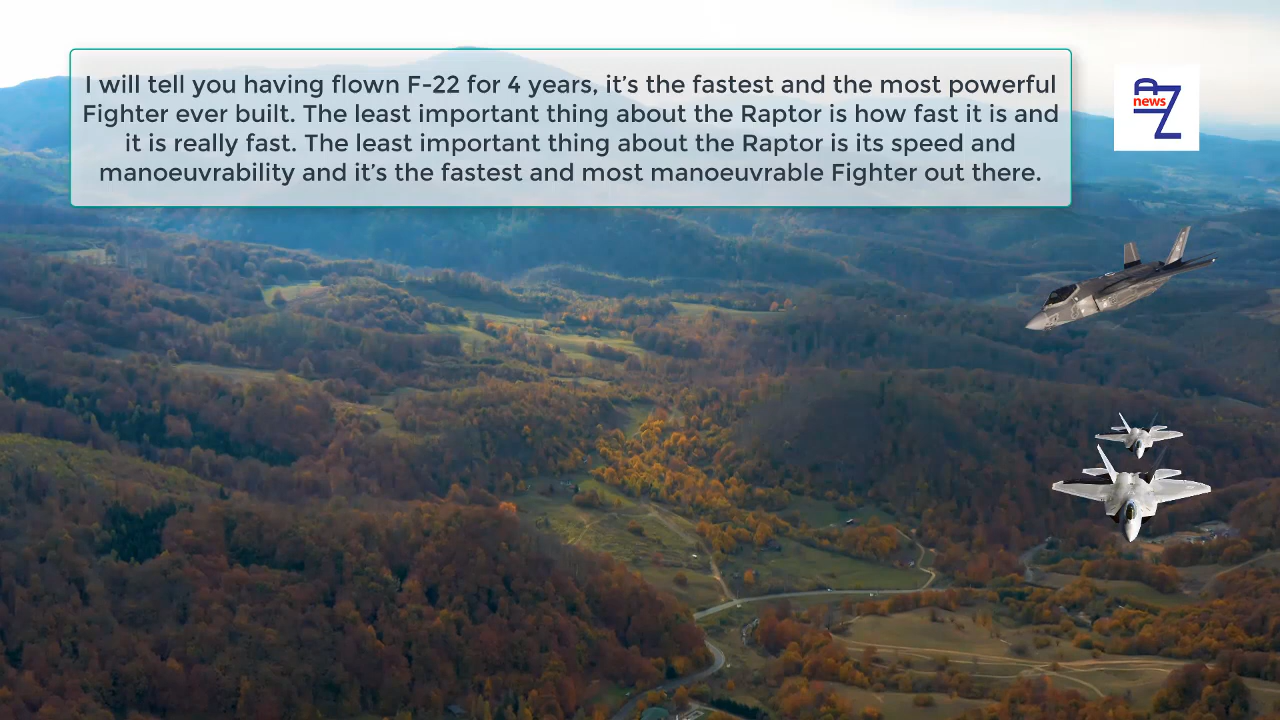 I will tell you having flown F-22 for 4 years, it's the fastest and the most powerful
Fighter ever built. The least important thing about the Raptor is how fast it is and
it is really fast. The least important thing about the Raptor is its speed and
manoeuvrability and it's the fastest and most manoeuvrable Fighter out there.
A
news
Z